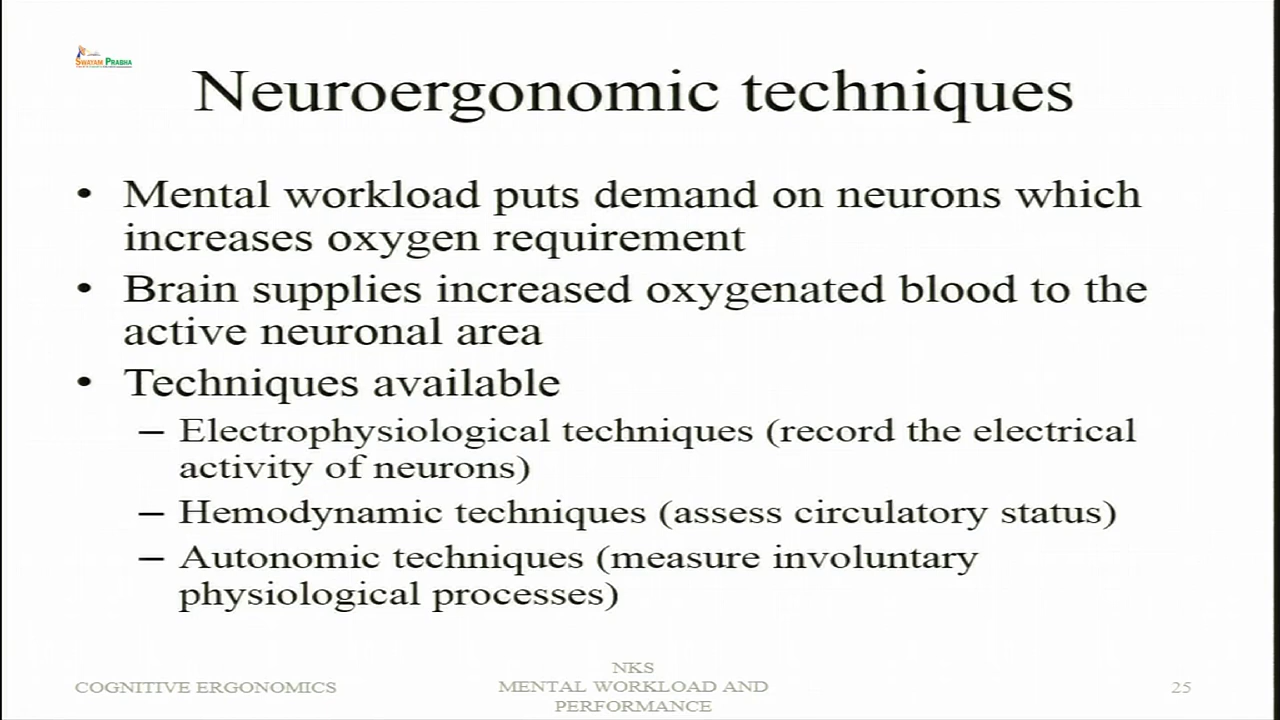 SWAYAM PRABHA
Neuroergonomic techniques
• Mental workload puts demand on neurons which
increases oxygen requirement
• Brain supplies increased oxygenated blood to the
active neuronal area
• Techniques available
– Electrophysiological techniques (record the electrical
activity of neurons)
– Hemodynamic techniques (assess circulatory status)
– Autonomic techniques (measure involuntary
physiological processes)
COGNITIVE ERGONOMICS
NKS
MENTAL WORKLOAD AND
PERFORMANCE
25